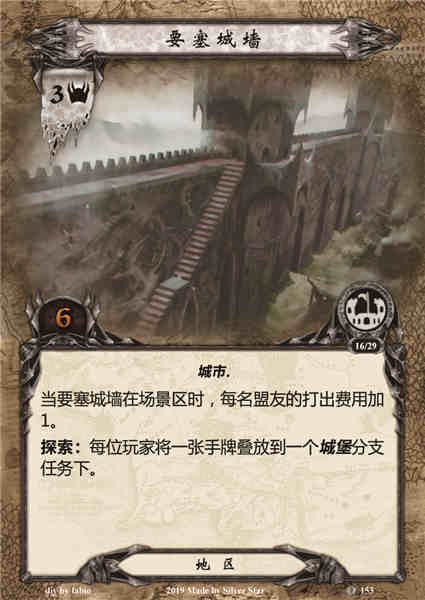 要塞城墙
3
6
16/29
城市.
当要塞城墙在场景区时，每名盟友的打出费用加
1。
探索：每位玩家将一张手牌叠放到一个城堡分支
任务下。
地区
diy by fabio
2019 Made by Silver Star
153